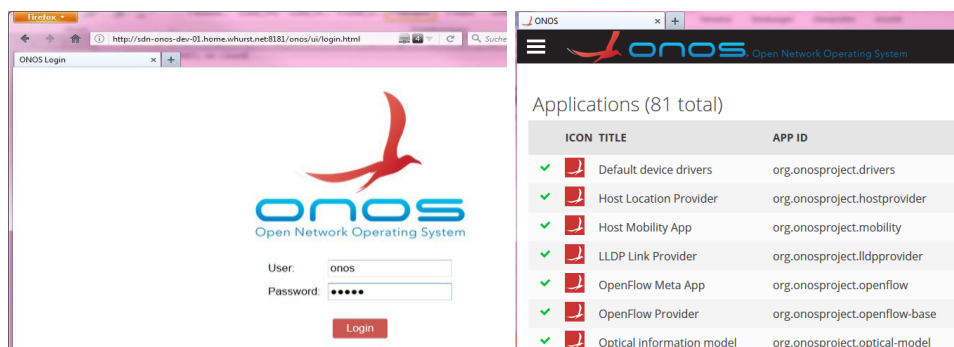 Firefox
http://sdn-onos-dev-01.home.whurst.net:8181/onos/ui/login.html
4
Suche
ONOS Login
onos
Open Network Operating System
User: onos
Password: •••••
Login
ONOS
onos Open Network Operating System
Applications (81 total)
ICON TITLE APP ID
Default device drivers org.onosproject.drivers
Host Location Provider org.onosproject.hostprovider
Host Mobility App org.onosproject.mobility
LLDP Link Provider org.onosproject.lldpprovider
OpenFlow Meta App org.onosproject.openflow
OpenFlow Provider org.onosproject.openflow-base
Optical information model org.onosproject.optical-model